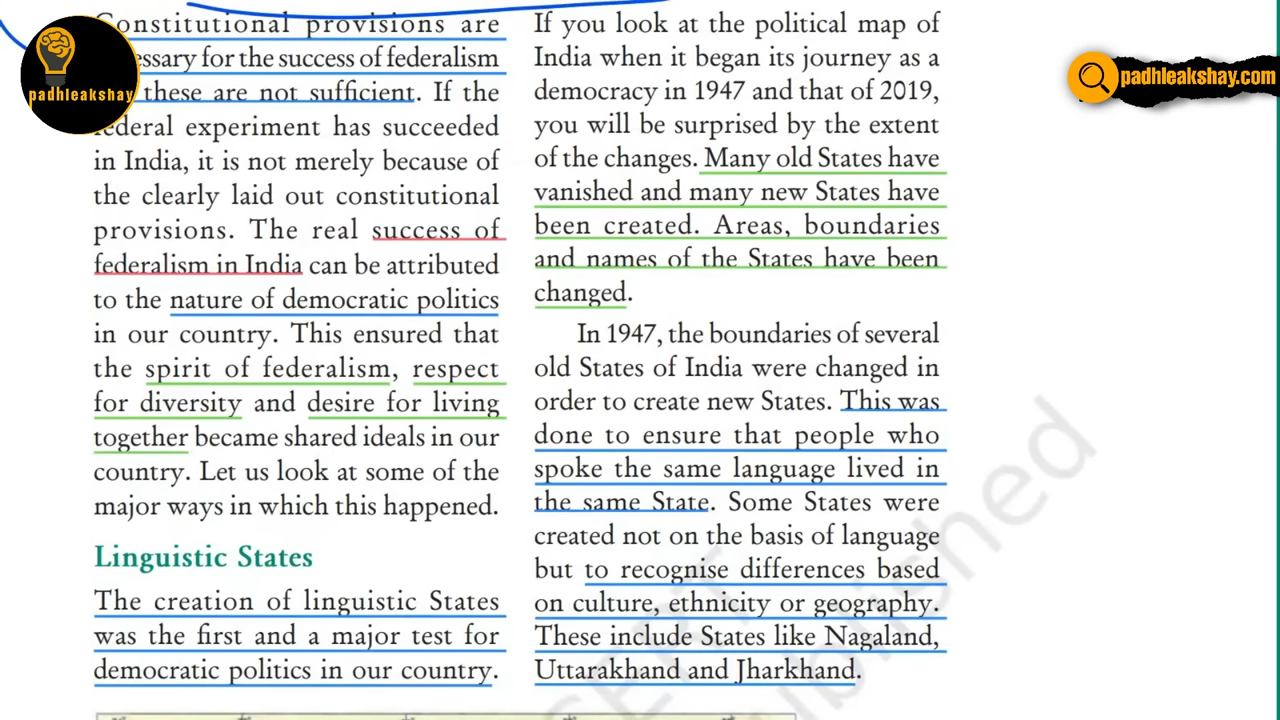 Constitutional provisions are
essary for the success of federalism
these are not sufficient. If the
federal experiment has succeeded
in India, it is not merely because of
the clearly laid out constitutional
provisions. The real success of
federalism in India can be attributed
to the nature of democratic politics
in our country. This ensured that
the spirit of federalism, respect
for diversity and desire for living
together became shared ideals in our
country. Let us look at some of the
major ways in which this happened.
Linguistic States
The creation of linguistic States
was the first and a major test for
democratic politics in our country.
If you look at the political map of
India when it began its journey as a
democracy in 1947 and that of 2019,
you will be surprised by the extent
of the changes. Many old States have
vanished and many new States have
been created. Areas, boundaries
and names of the States have been
changed.
In 1947, the boundaries of several
old States of India were changed in
order to create new States. This was
done to ensure that people who
spoke the same language lived in
the same State. Some States were
created not on the basis of language
but to recognise differences based
on culture, ethnicity or geography.
These include States like Nagaland,
Uttarakhand and Jharkhand.
padhleakshay
padhleakshay.com